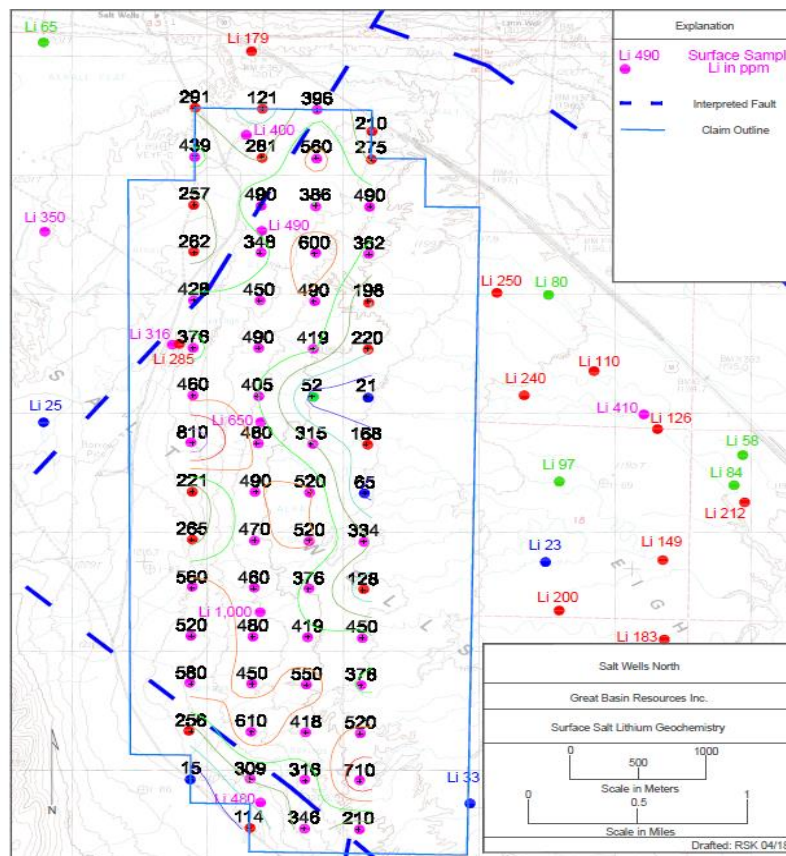 Li 65
Salt Wells
Li 179
Explanation
Li 490
Surface Sampl
Li in ppm
Interpreted Fault
Claim Outline
291 121 396
210
Li 400
439 281 560 275
257 490 386 490
Li 350
Li 490
262 348 600 362
Li 250 Li 80
428 450 490 198
Li 316
376 490 419 220
Li 285
Li 110
460 405 52 21
Li 240
Li 25
Li 650
Li 410
Li 126
810 480 315 168
Li 58
Li 97
Li 84
221 490 520 65
Li 212
265 470 520 334
Li 23
Li 149
560 460 376 128
Li 1,000
Li 200
520 480 419 450
Li 183
580 450 550 378
256 610 418 520
15 309 318 710
Li 480
Li 33
114 346 210
SALT
WELLS
EIGH
N
Salt Wells North
Great Basin Resources Inc.
Surface Salt Lithium Geochemistry
0 500 1000
Scale in Meters
0 0.5 1
Scale in Miles
Drafted: RSK 04/18